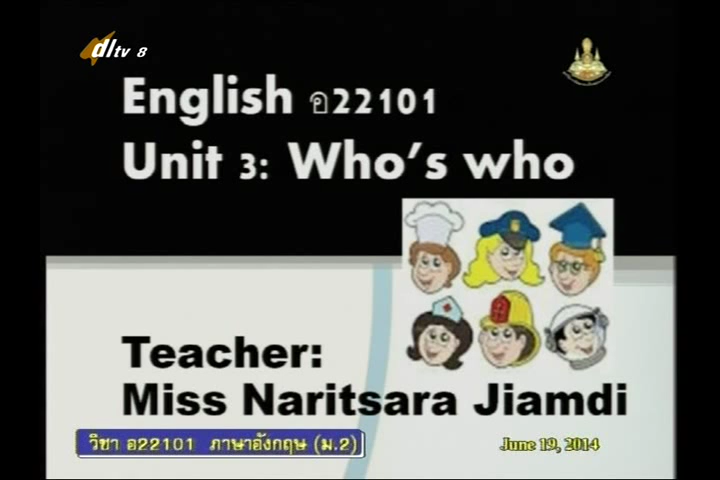 dltv 8
English อ22101
Unit 3: Who's who
Teacher:
Miss Naritsara Jiamdi
วิชา อ22101 ภาษาอังกฤษ (ม.2)
June 19, 2014